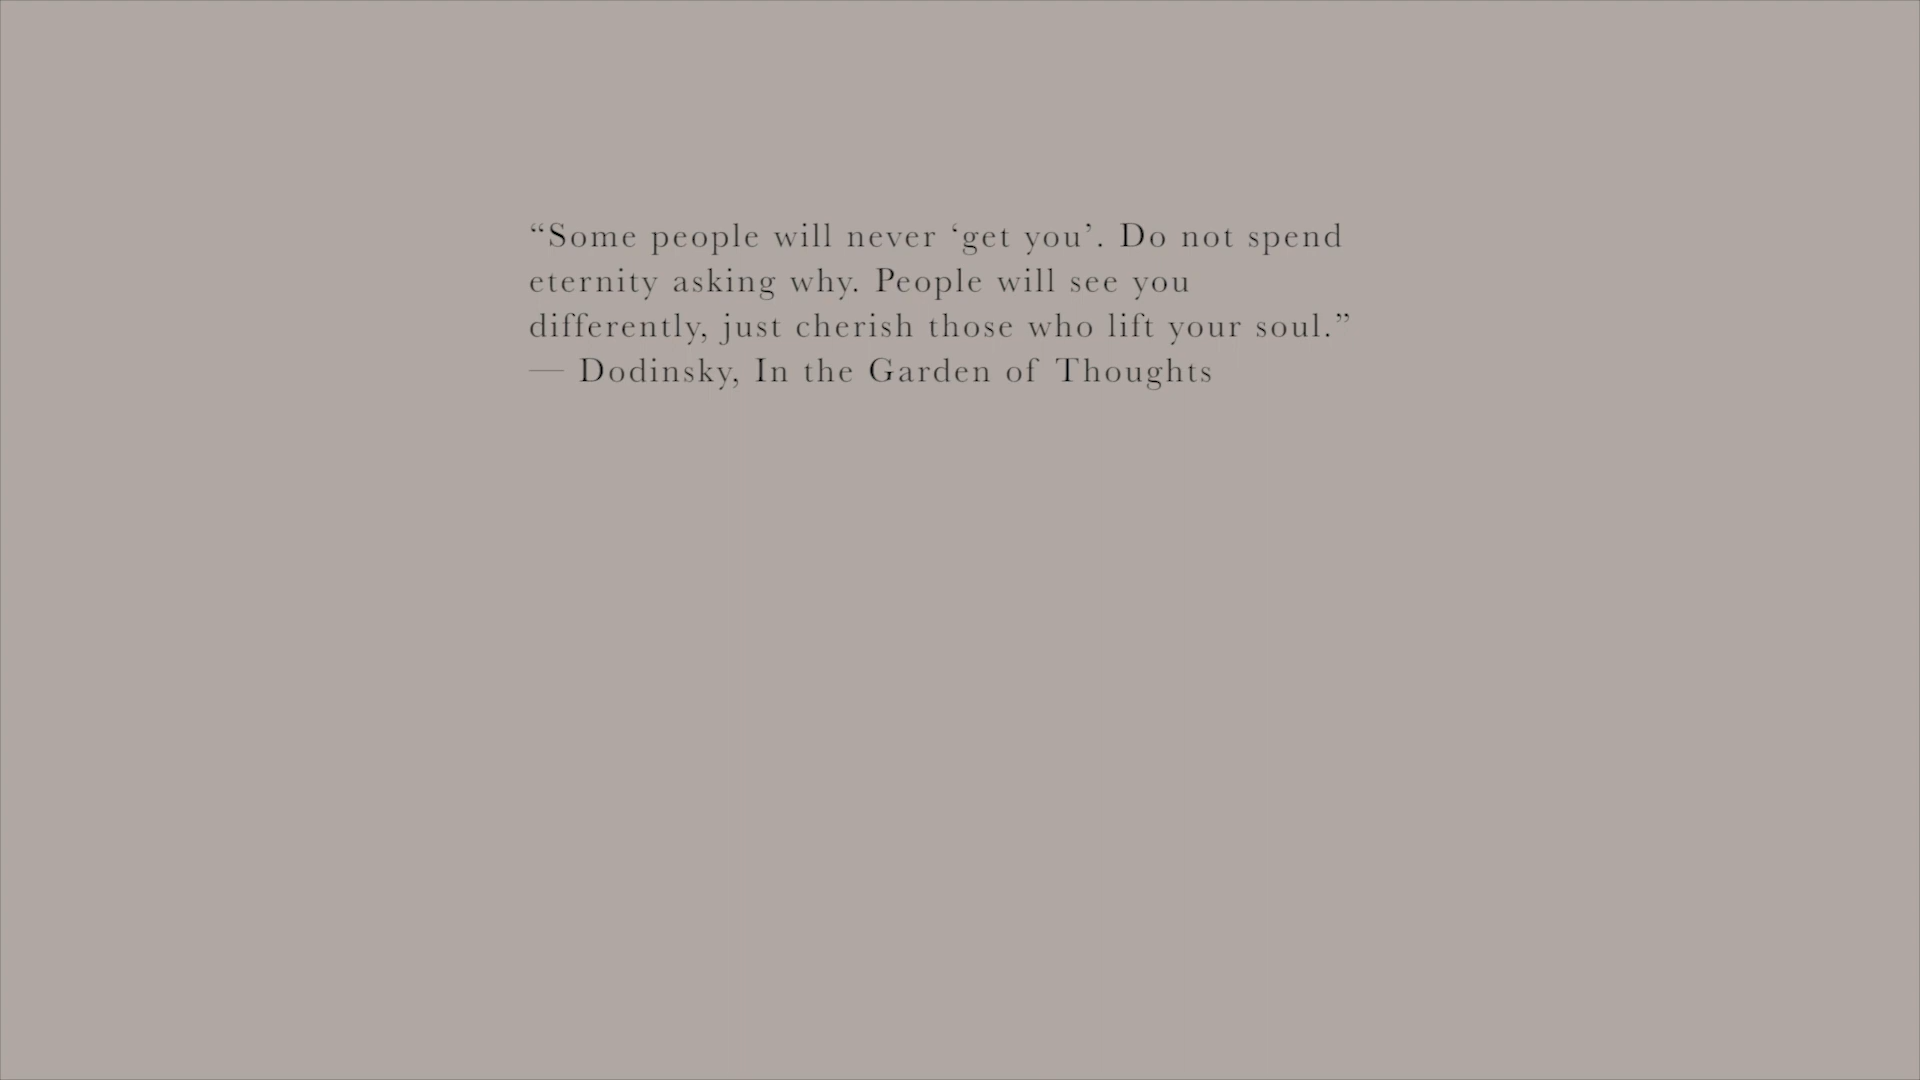 “Some people will never ‘get you’. Do not spend
eternity asking why. People will see you
differently, just cherish those who lift your soul.”
— Dodinsky, In the Garden of Thoughts